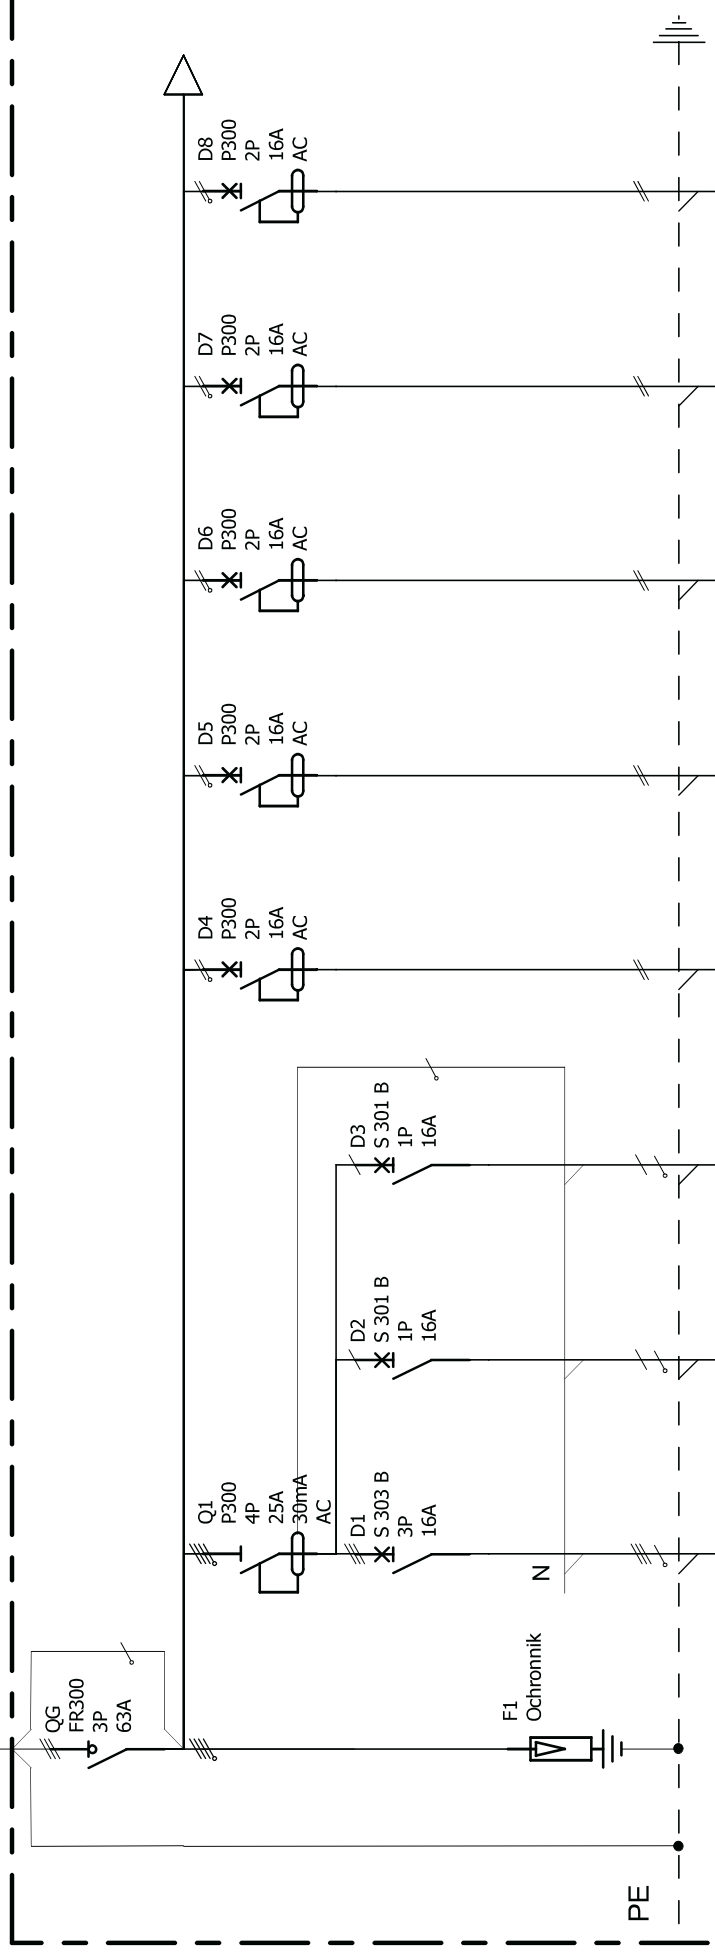 QG
FR300
3P
63A
F1
Ochronnik
PE
Q1
P300
4P
25A
30mA
AC
D1
S 303 B
3P
16A
N
D2
S 301 B
1P
16A
D3
S 301 B
1P
16A
D4
P300
2P
16A
AC
D5
P300
2P
16A
AC
D6
P300
2P
16A
AC
D7
P300
2P
16A
AC
D8
P300
2P
16A
AC